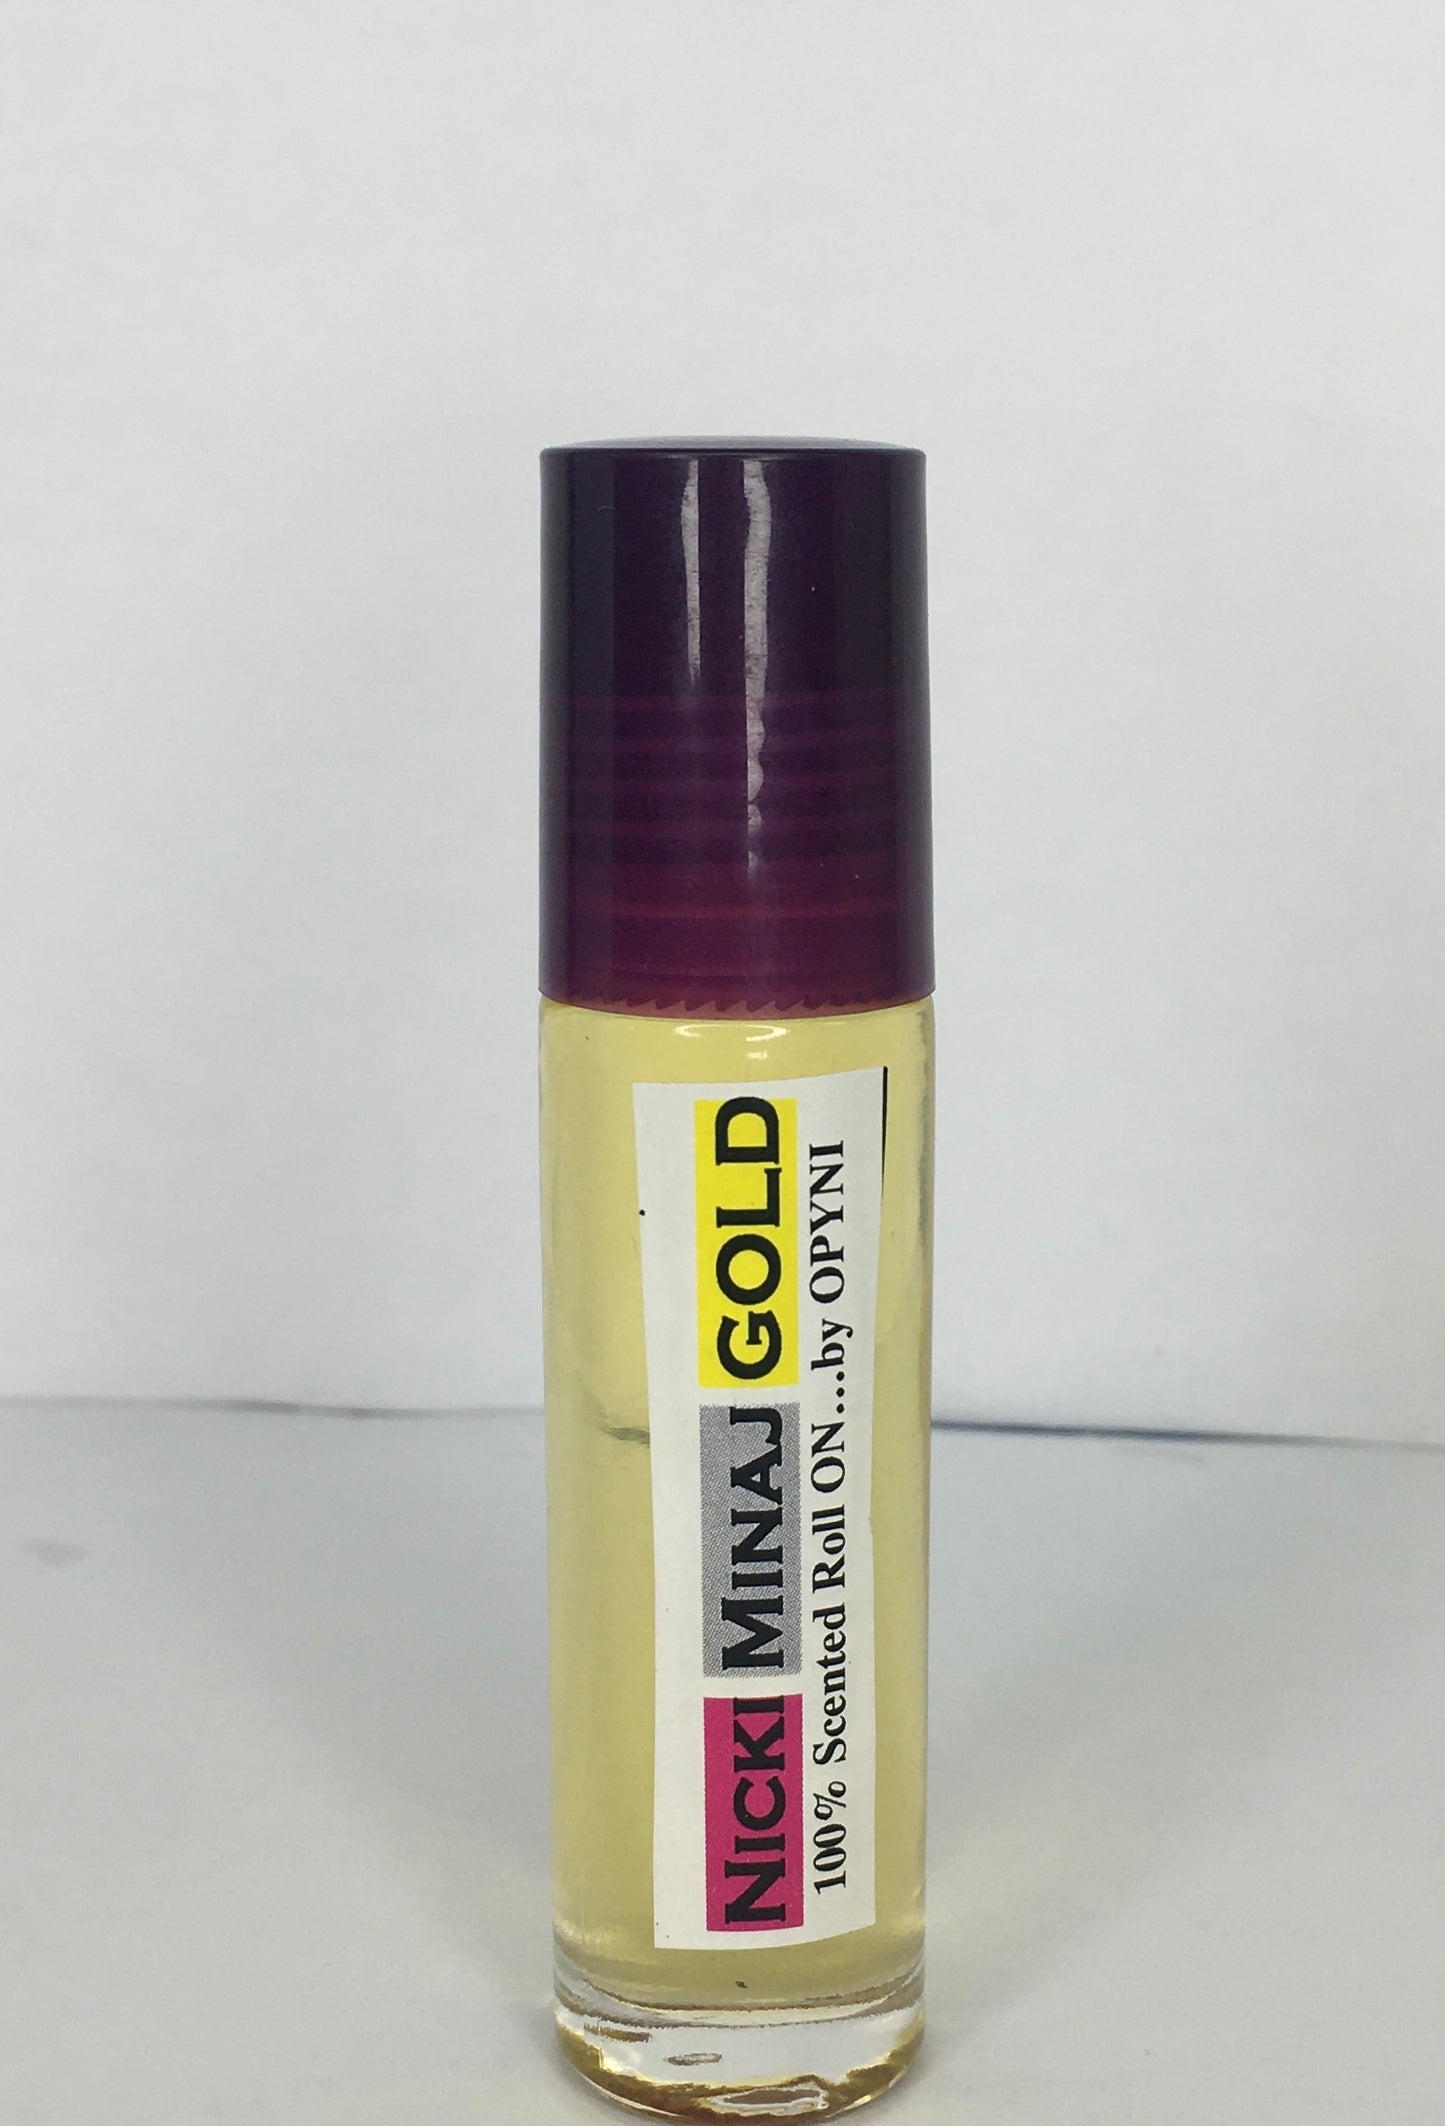 NICKI MINAJ GOLD
100% Scented Roll ON...by OPYNI